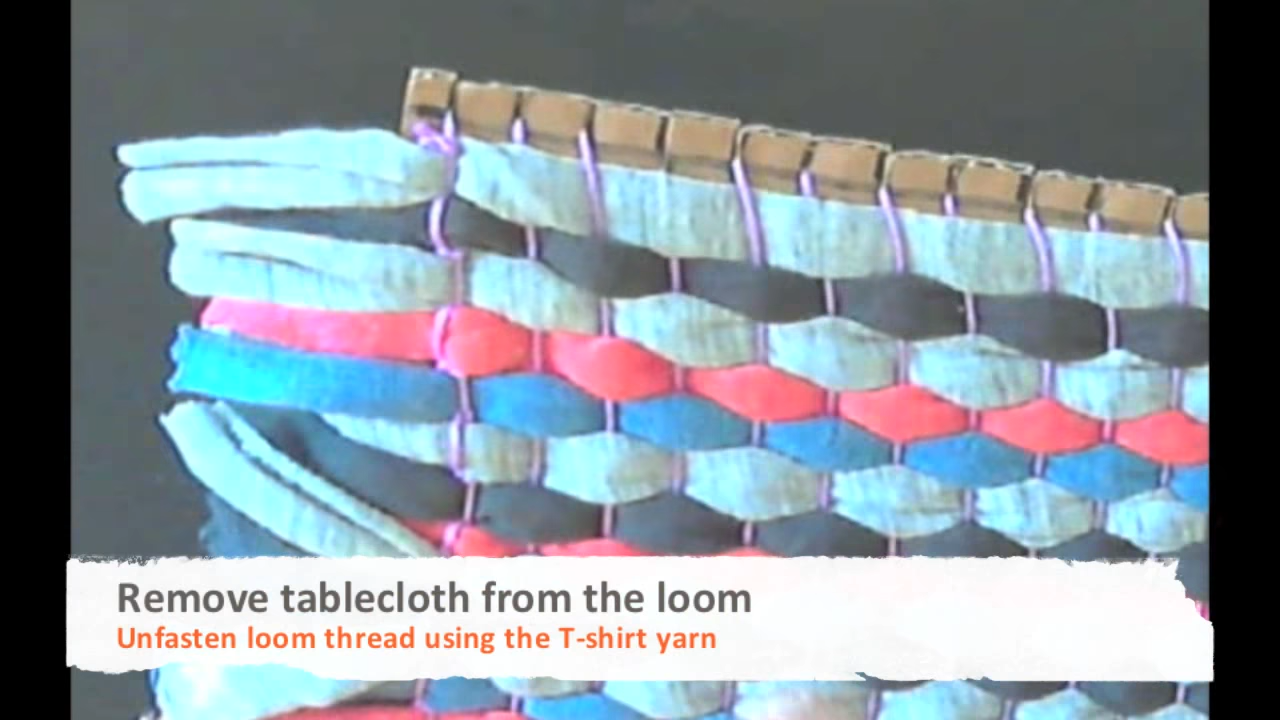 Remove tablecloth from the loom
Unfasten loom thread using the T-shirt yarn